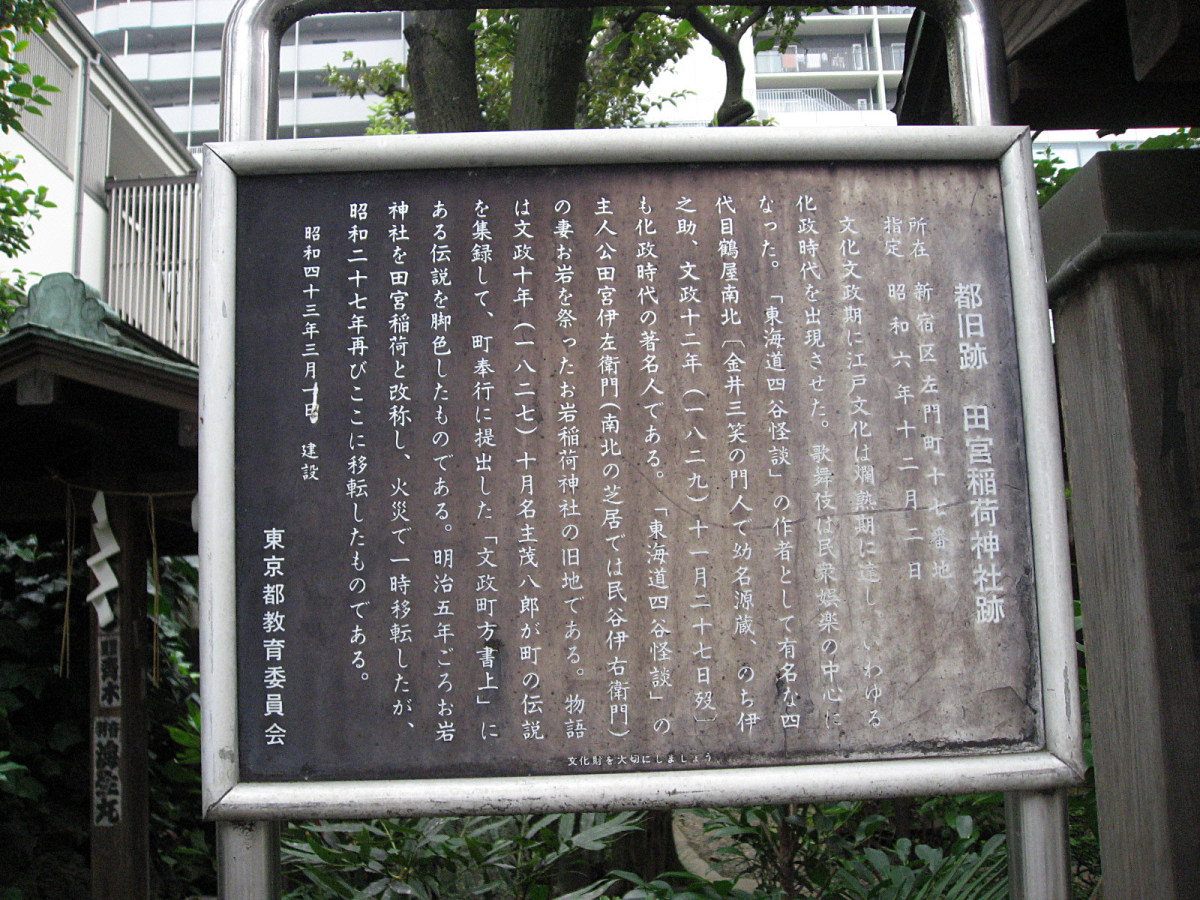 都旧跡 田宮稲荷神社跡
所在 新宿区左門町十七番地
指定 昭和六年十二月二日
文化文政期に江戸文化は爛熟期に達し、いわゆる
化政時代を出現させた。歌舞伎は民衆娯楽の中心に
なった。「東海道四谷怪談」の作者として有名な四
代目鶴屋南北〔金井三笑の門人で幼名源蔵、のち伊
之助、文政十二年(一八二九)十一月二十七日歿〕
も化政時代の著名人である。「東海道四谷怪談」の
主人公田宮伊左衛門(南北の芝居では民谷伊右衛門)
の妻お岩を祭ったお岩稲荷神社の旧地である。物語
は文政十年(一八二七)十月名主茂八郎が町の伝説
を集録して、町奉行に提出した「文政町方書上」に
ある伝説を脚色したものである。明治五年ごろお岩
神社を田宮稲荷と改称し、火災で一時移転したが、
昭和二十七年再びここに移転したものである。
昭和四十三年三月一日 建設
東京都教育委員会
文化財を大切にしましょう